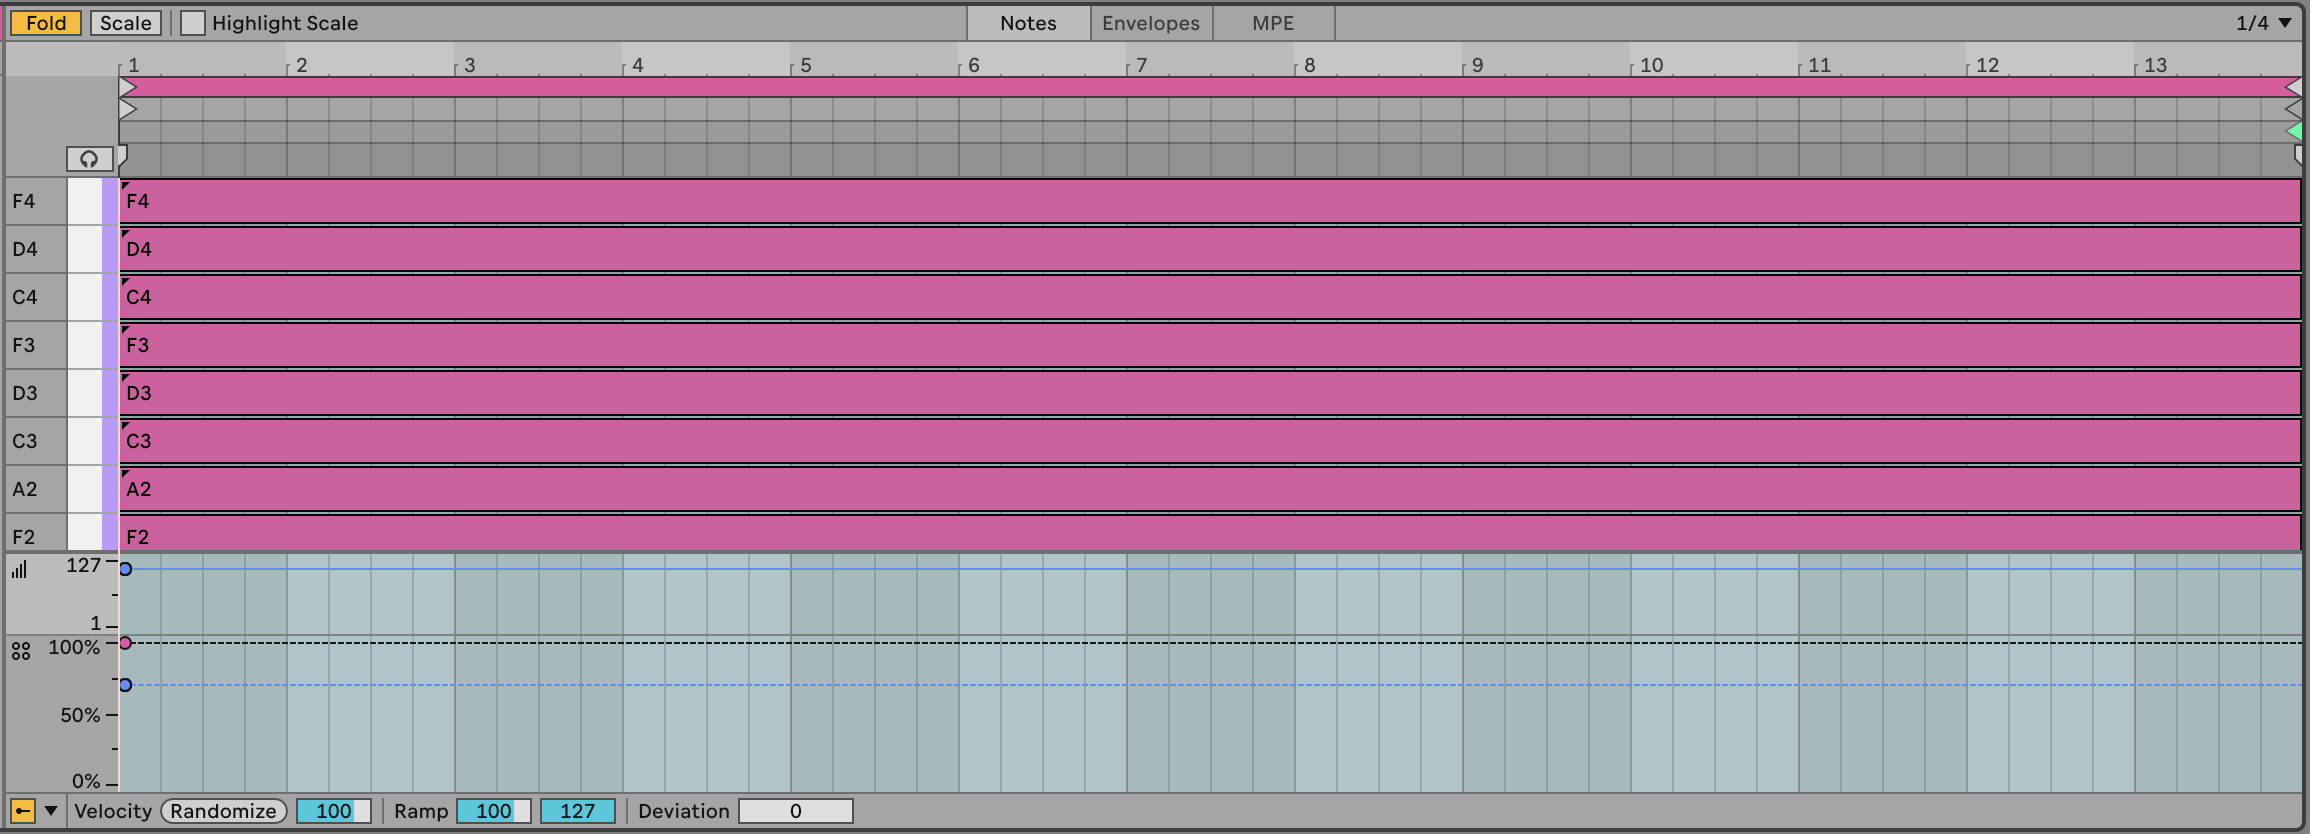 Fold Scale Highlight Scale Notes Envelopes MPE 1/4
1 2 3 4 5 6 7 8 9 10 11 12 13
F4 F4
D4 D4
C4 C4
F3 F3
D3 D3
C3 C3
A2 A2
F2 F2
127
1
100%
50%
0%
Velocity Randomize 100 Ramp 100 127 Deviation 0